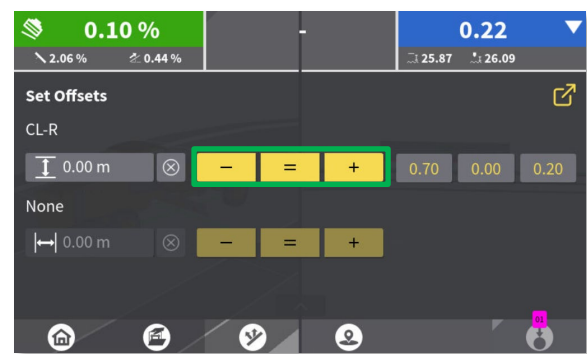 0.10 %
-
0.22
2.06 %
0.44 %
25.87
26.09
Set Offsets
CL-R
0.00 m
- = +
0.70 0.00 0.20
None
0.00 m
- = +
01